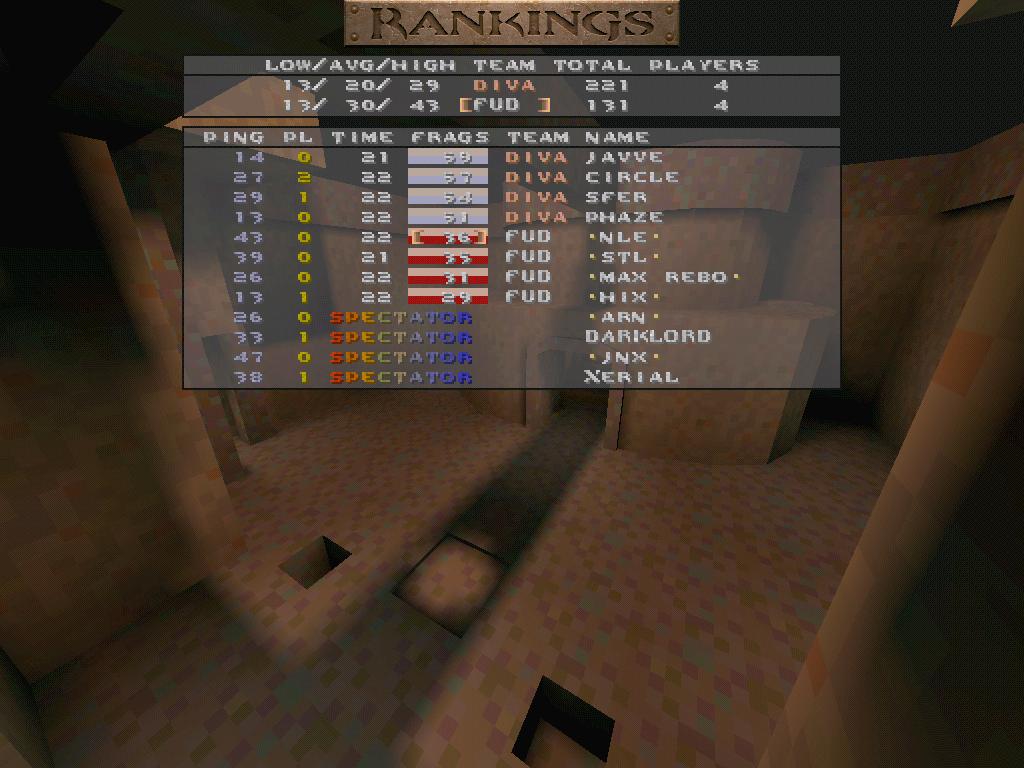 RANKINGS
LOW/AVG/HIGH TEAM TOTAL PLAYERS
13/ 20/ 29 DIVA 221 4
13/ 30/ 43 [FUD ] 131 4
PING PL TIME FRAGS TEAM NAME
14 0 21 59 DIVA JAVVE
27 2 22 57 DIVA CIRCLE
29 1 22 54 DIVA SFER
13 0 22 51 DIVA PHAZE
43 0 22 [36] FUD ·NLE·
39 0 21 35 FUD ·STL·
26 0 22 31 FUD ·MAX REBO·
13 1 22 29 FUD ·HIX·
26 0 SPECTATOR ·ARN·
33 1 SPECTATOR DARKLORD
47 0 SPECTATOR ·JNX·
38 1 SPECTATOR XERIAL